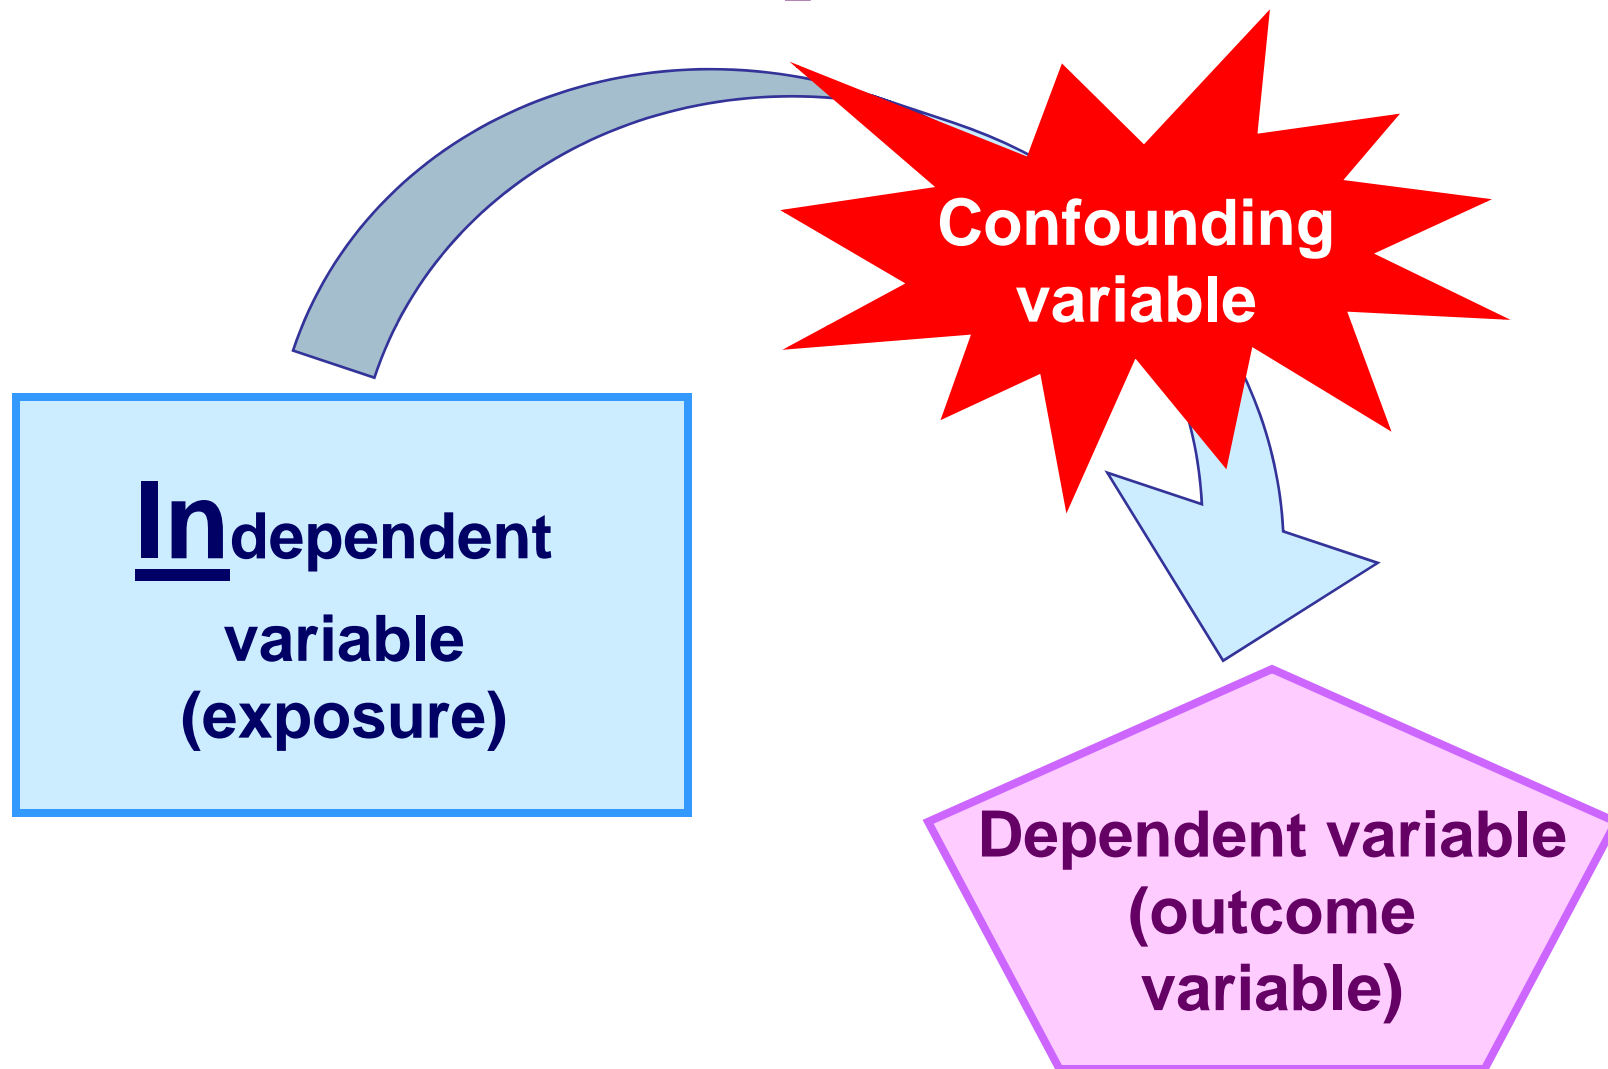 Confounding
variable
Independent
variable
(exposure)
Dependent variable
(outcome
variable)